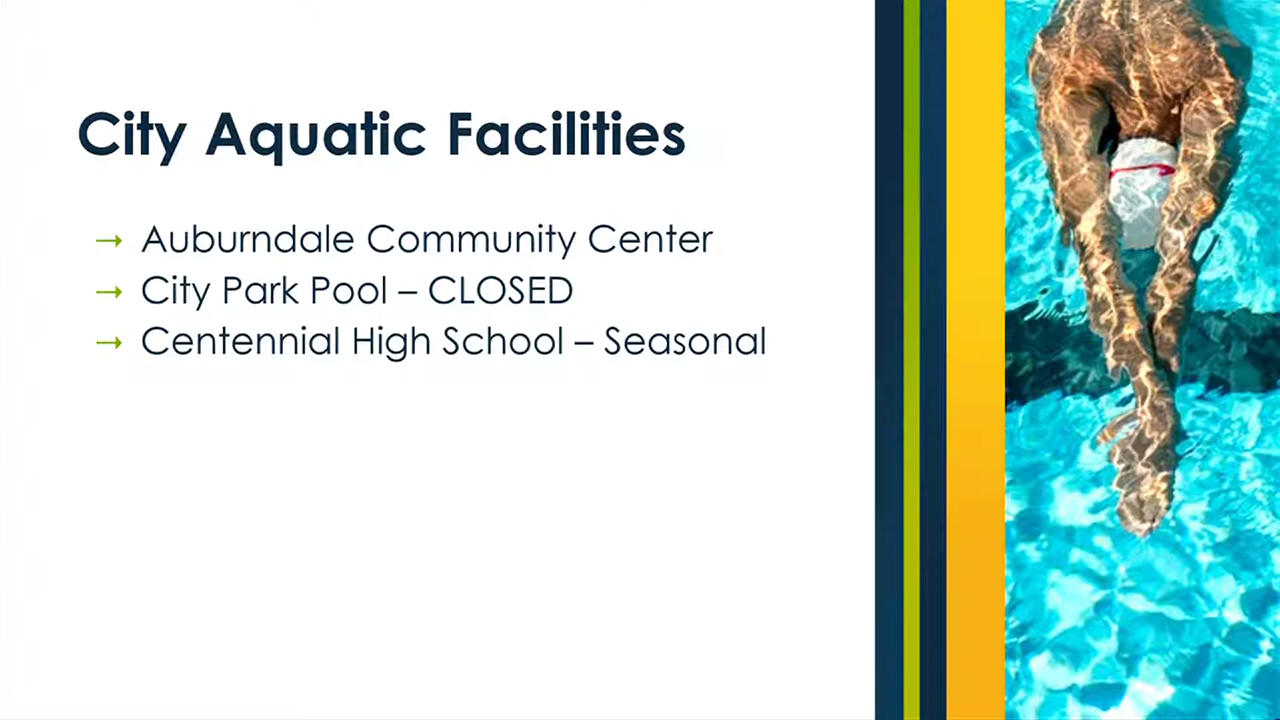 City Aquatic Facilities
→ Auburndale Community Center
→ City Park Pool – CLOSED
→ Centennial High School – Seasonal